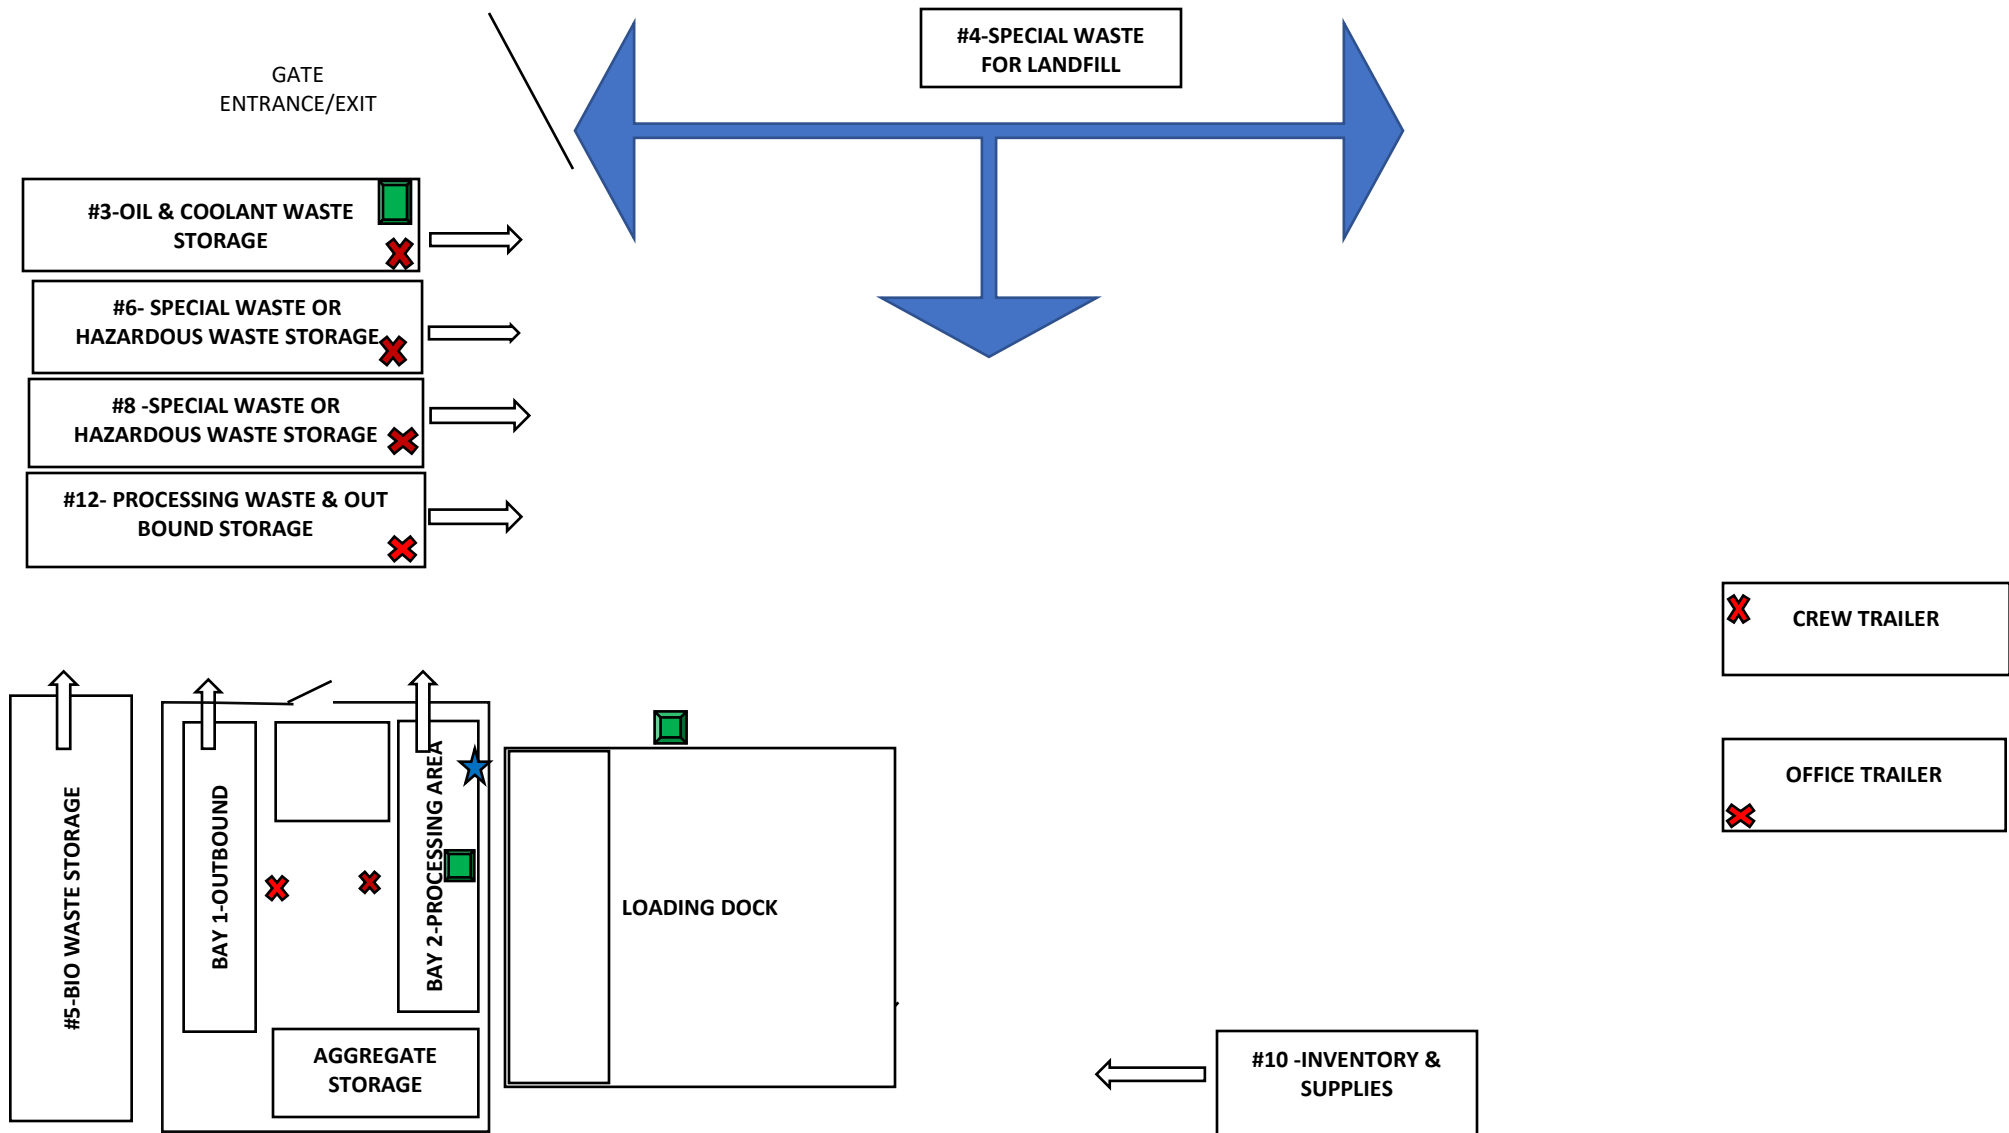 #4-SPECIAL WASTE
FOR LANDFILL
GATE
ENTRANCE/EXIT
#3-OIL & COOLANT WASTE
STORAGE
#6- SPECIAL WASTE OR
HAZARDOUS WASTE STORAGE
#8 -SPECIAL WASTE OR
HAZARDOUS WASTE STORAGE
#12- PROCESSING WASTE & OUT
BOUND STORAGE
CREW TRAILER
OFFICE TRAILER
#5-BIO WASTE STORAGE
BAY 1-OUTBOUND
BAY 2-PROCESSING AREA
LOADING DOCK
AGGREGATE
STORAGE
#10 -INVENTORY &
SUPPLIES